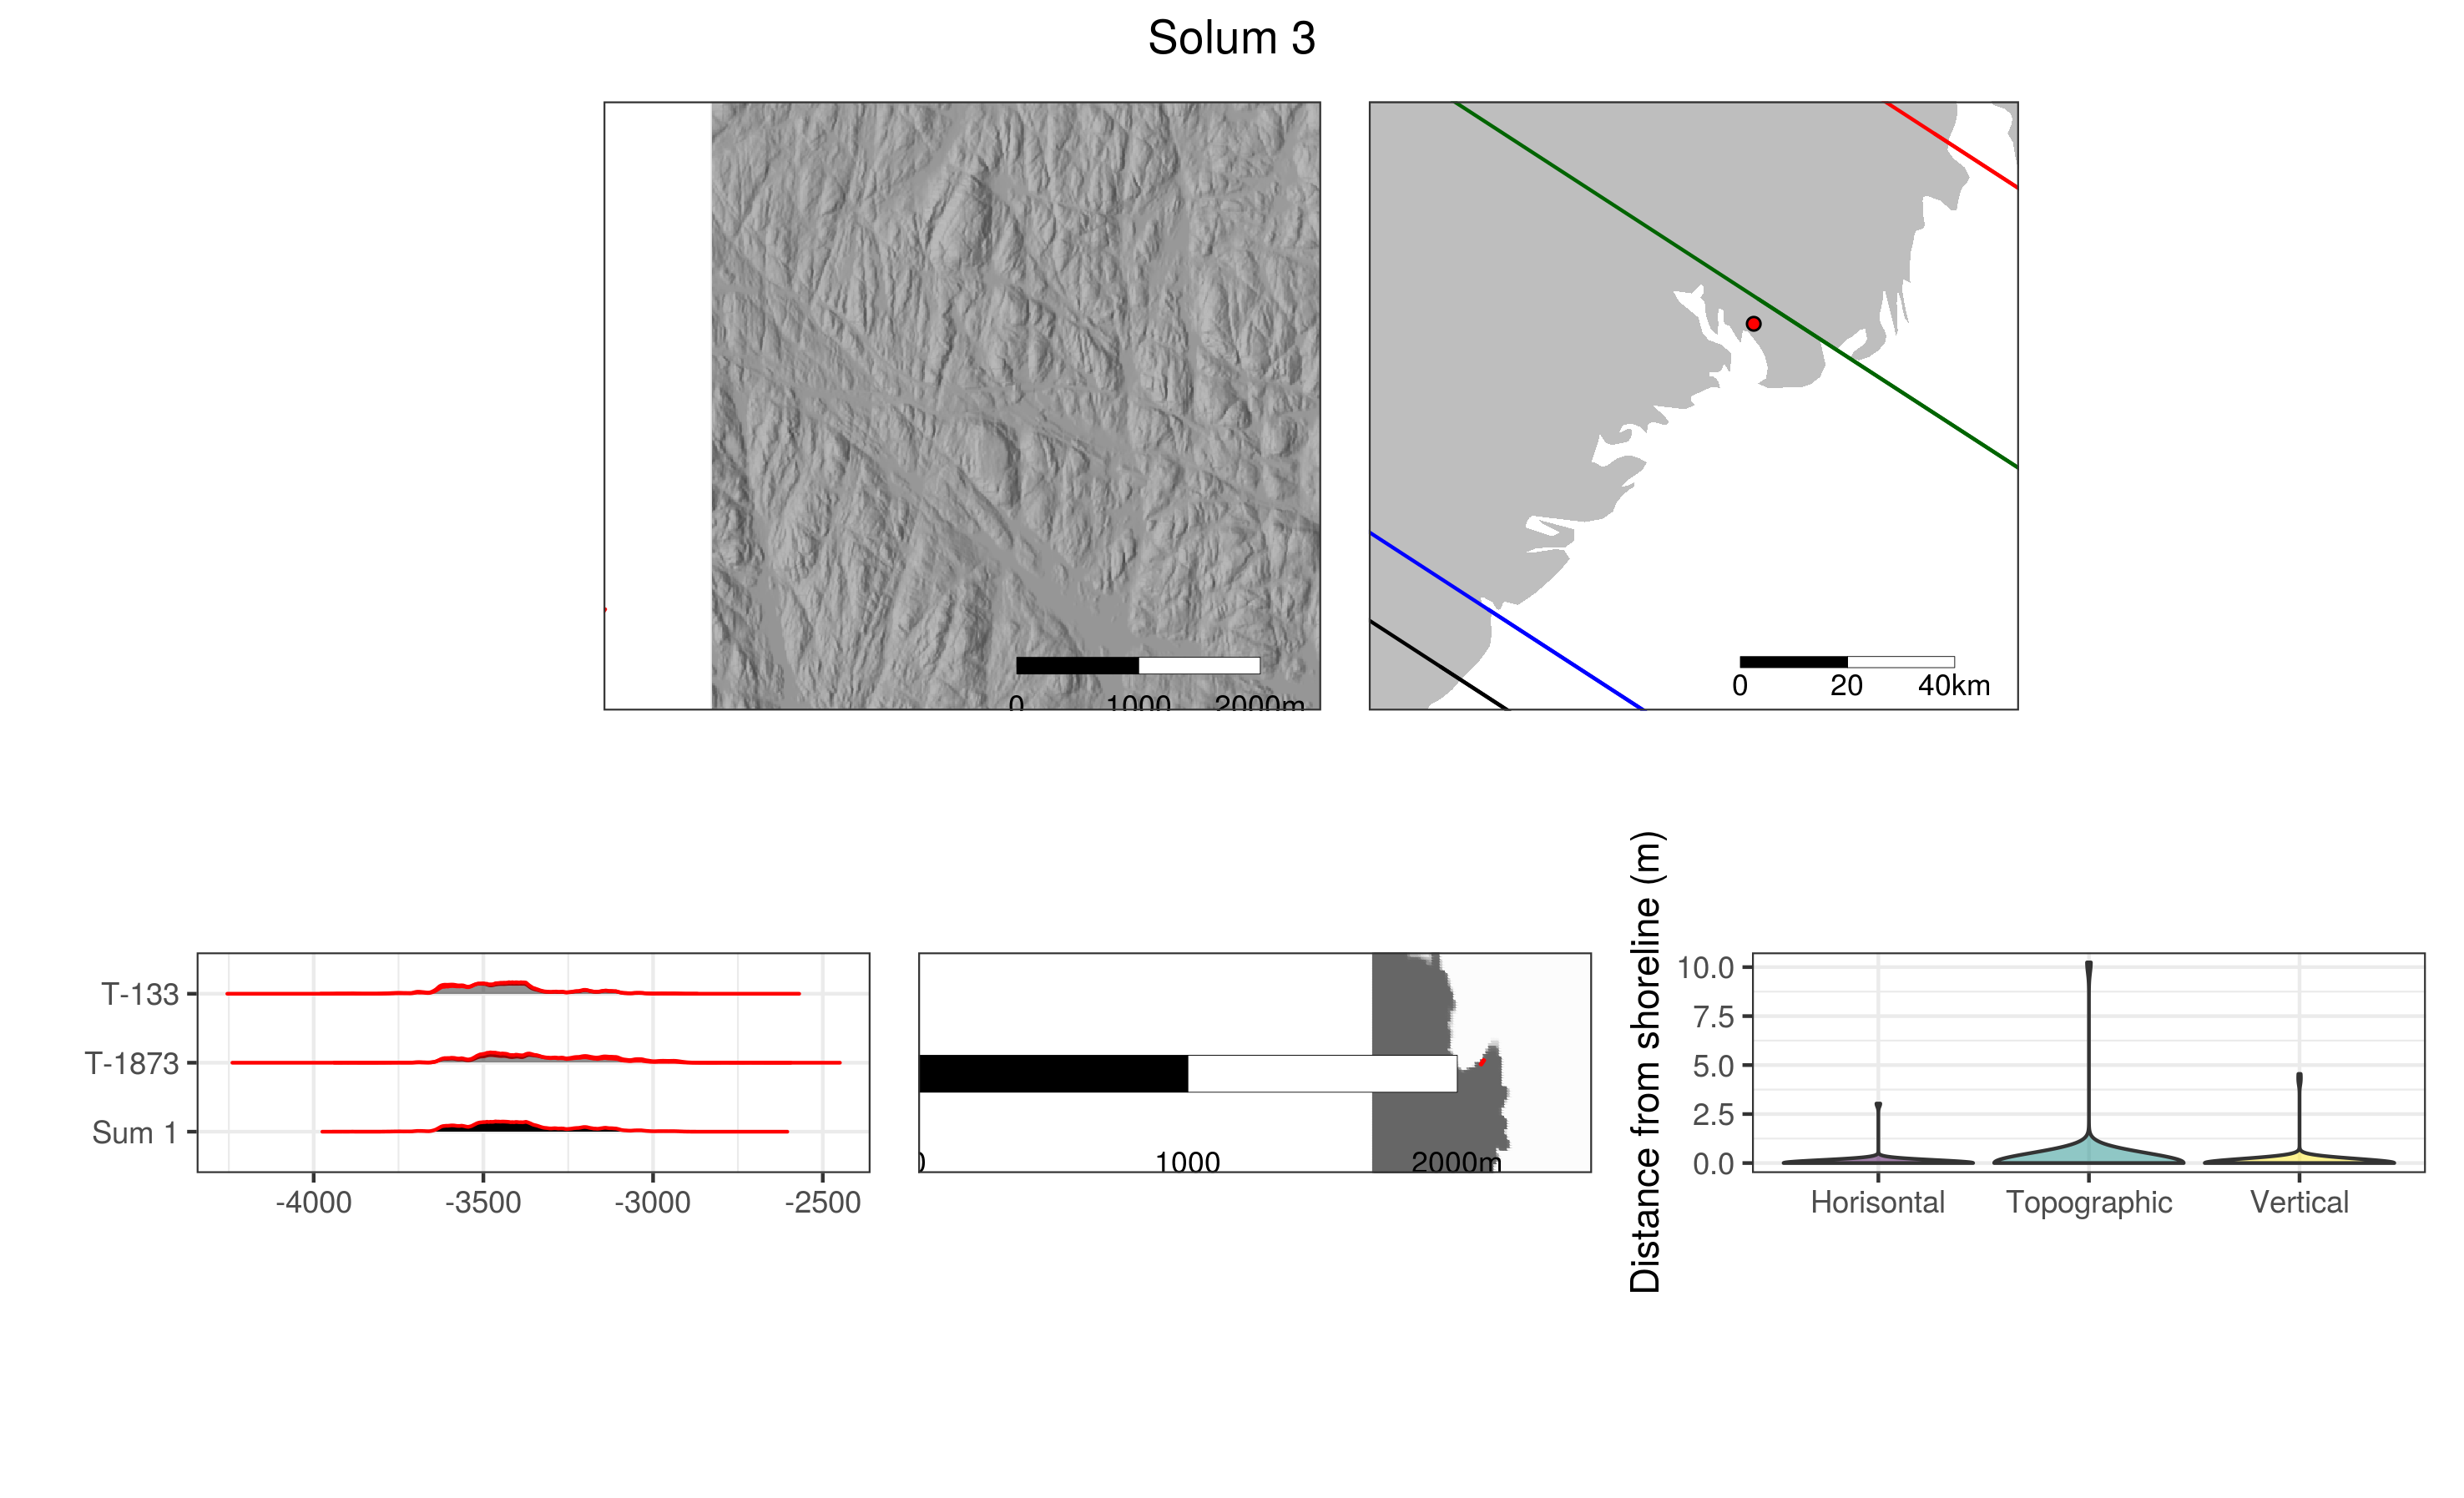 Solum 3
0 1000 2000m
0 20 40km
T-133
T-1873
Sum 1
-4000 -3500 -3000 -2500
0 1000 2000m
Distance from shoreline (m)
10.0
7.5
5.0
2.5
0.0
Horisontal Topographic Vertical